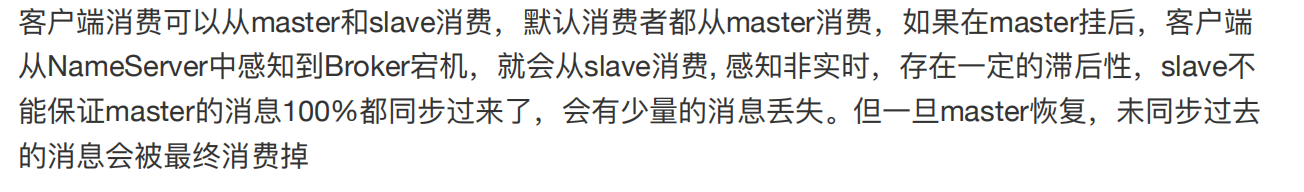 客户端消费可以从master和slave消费，默认消费者都从master消费，如果在master挂后，客户端
从NameServer中感知到Broker宕机，就会从slave消费, 感知非实时，存在一定的滞后性，slave不
能保证master的消息100%都同步过来了，会有少量的消息丢失。但一旦master恢复，未同步过去
的消息会被最终消费掉